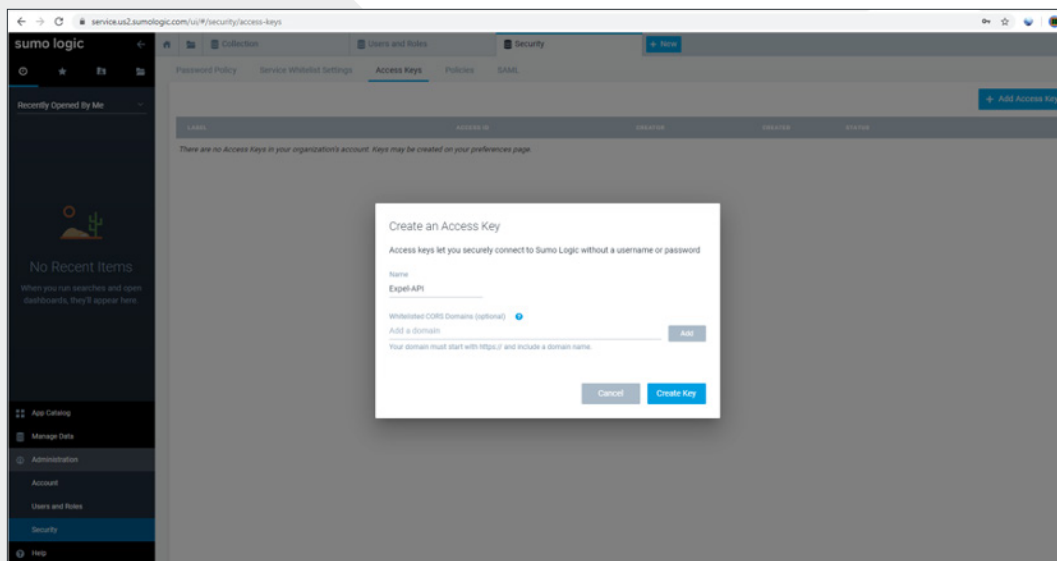 service.us2.sumologic.com/ui/#/security/access-keys
sumo logic
Collection
Users and Roles
Security
+ New
Password Policy
Service Whitelist Settings
Access Keys
Policies
SAML
Recently Opened By Me
+ Add Access Key
LABEL
ACCESS ID
CREATOR
CREATED
STATUS
There are no Access Keys in your organization's account. Keys may be created on your preferences page.
No Recent Items
When you run searches and open
dashboards, they'll appear here.
Create an Access Key
Access keys let you securely connect to Sumo Logic without a username or password
Name
Expel-API
Whitelisted CORS Domains (optional)
Add a domain
Add
Your domain must start with https:// and include a domain name.
Cancel
Create Key
App Catalog
Manage Data
Administration
Account
Users and Roles
Security
Help